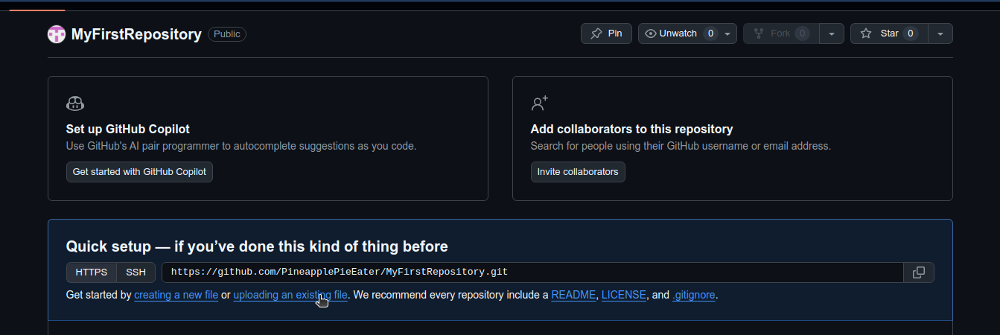 MyFirstRepository Public Pin Unwatch 0 Fork 0 Star 0
Set up GitHub Copilot
Use GitHub's AI pair programmer to autocomplete suggestions as you code.
Get started with GitHub Copilot
Add collaborators to this repository
Search for people using their GitHub username or email address.
Invite collaborators
Quick setup — if you’ve done this kind of thing before
HTTPS SSH https://github.com/PineapplePieEater/MyFirstRepository.git
Get started by creating a new file or uploading an existing file. We recommend every repository include a README, LICENSE, and .gitignore.